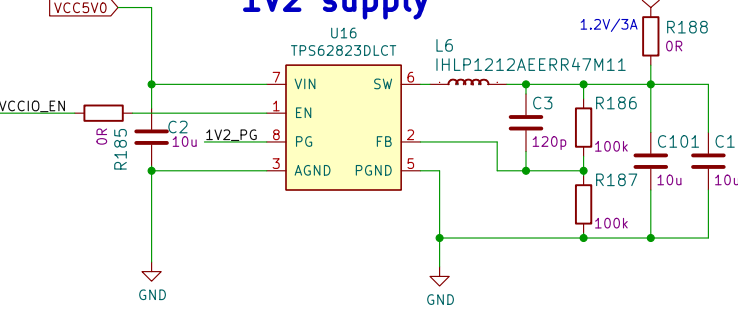 1V2 supply
VCC5V0
U16
TPS62823DLCT
L6
IHLP1212AEERR47M11
1.2V/3A
R188
0R
7
VIN
SW
6
VCCIO_EN
1
EN
0R
R185
C2
10u
1V2_PG
8
PG
FB
2
3
AGND
PGND
5
C3
120p
R186
100k
R187
100k
C101
10u
C1
10u
GND
GND